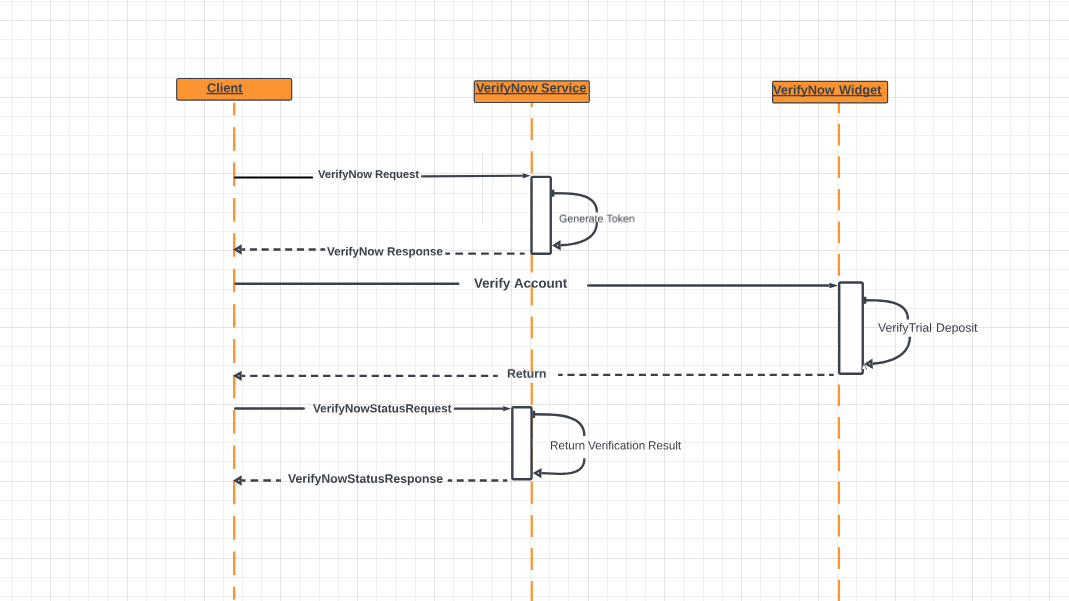 Client
VerifyNow Service
VerifyNow Widget
VerifyNow Request
Generate Token
VerifyNow Response
Verify Account
VerifyTrial Deposit
Return
VerifyNowStatusRequest
Return Verification Result
VerifyNowStatusResponse